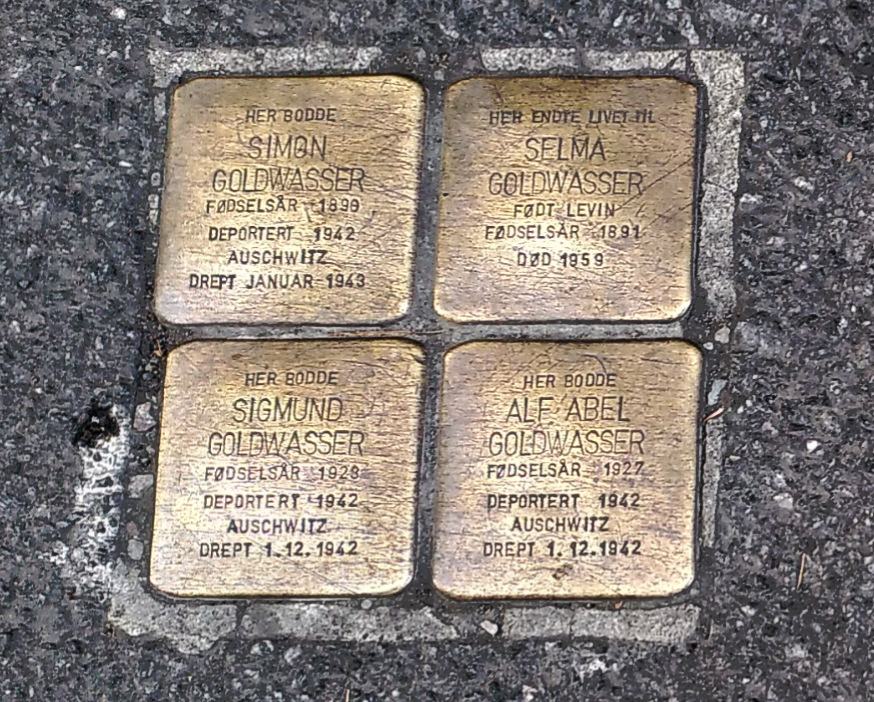 HER BODDE
SIMON
GOLDWASSER
FØDSELSÅR 1890
DEPORTERT 1942
AUSCHWITZ
DREPT JANUAR 1943
HER ENDTE LIVET TIL
SELMA
GOLDWASSER
FØDT LEVIN
FØDSELSÅR 1891
DØD 1959
HER BODDE
SIGMUND
GOLDWASSER
FØDSELSÅR 1923
DEPORTERT 1942
AUSCHWITZ
DREPT 1.12.1942
HER BODDE
ALF ABEL
GOLDWASSER
FØDSELSÅR 1927
DEPORTERT 1942
AUSCHWITZ
DREPT 1.12.1942